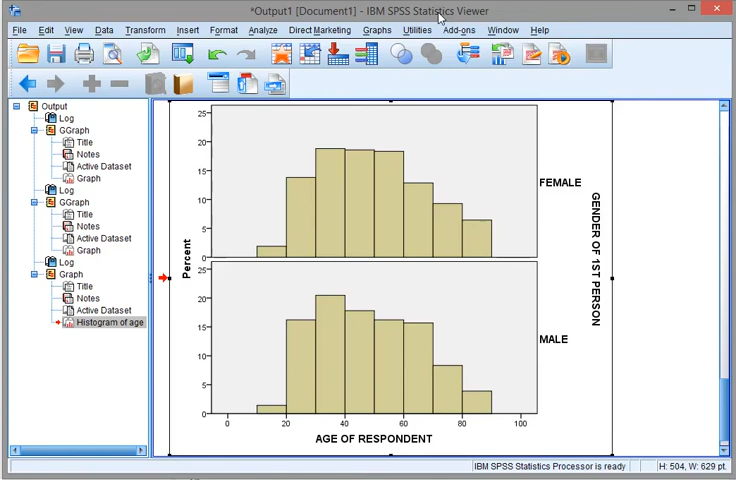 *Output1 [Document1] - IBM SPSS Statistics Viewer
File Edit View Data Transform Insert Format Analyze Direct Marketing Graphs Utilities Add-ons Window Help
Output
Log
GGraph
Title
Notes
Active Dataset
Graph
Log
GGraph
Title
Notes
Active Dataset
Graph
Log
Graph
Title
Notes
Active Dataset
Histogram of age
Percent
25
20
15
10
5
0
FEMALE
25
20
15
10
5
0
MALE
GENDER OF 1ST PERSON
0 20 40 60 80 100
AGE OF RESPONDENT
IBM SPSS Statistics Processor is ready
H: 504, W: 629 pt.